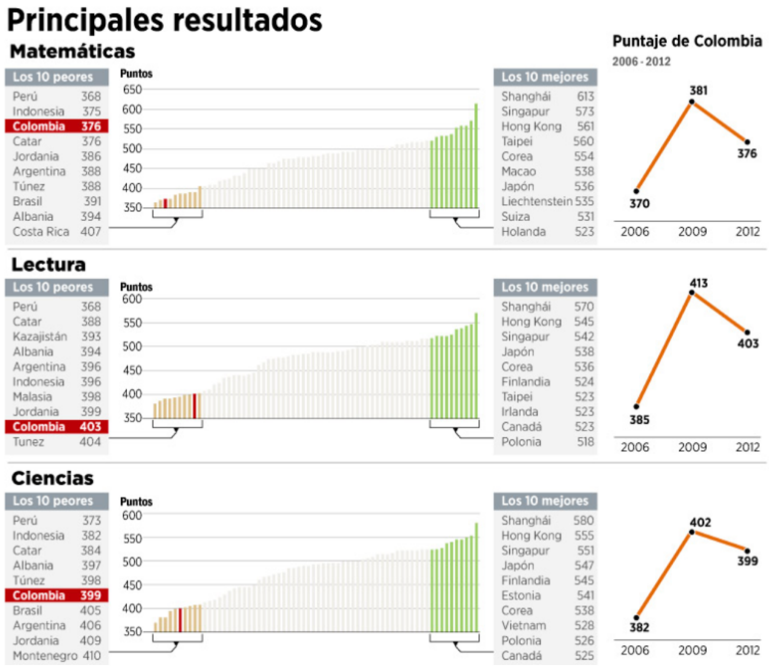 Principales resultados
Matemáticas
Los 10 peores
Perú 368
Indonesia 375
Colombia 376
Catar 376
Jordania 386
Argentina 388
Túnez 388
Brasil 391
Albania 394
Costa Rica 407
Puntos
650
600
550
500
450
400
350
Los 10 mejores
Shanghái 613
Singapur 573
Hong Kong 561
Taipei 560
Corea 554
Macao 538
Japón 536
Liechtenstein 535
Suiza 531
Holanda 523
Puntaje de Colombia
2006 - 2012
381
376
370
2006 2009 2012
Lectura
Los 10 peores
Perú 368
Catar 388
Kazajistán 393
Albania 394
Argentina 396
Indonesia 396
Malasia 398
Jordania 399
Colombia 403
Tunez 404
Puntos
600
550
500
450
400
350
Los 10 mejores
Shanghái 570
Hong Kong 545
Singapur 542
Japón 538
Corea 536
Finlandia 524
Taipei 523
Irlanda 523
Canadá 523
Polonia 518
413
403
385
2006 2009 2012
Ciencias
Los 10 peores
Perú 373
Indonesia 382
Catar 384
Albania 397
Túnez 398
Colombia 399
Brasil 405
Argentina 406
Jordania 409
Montenegro 410
Puntos
600
550
500
450
400
350
Los 10 mejores
Shanghái 580
Hong Kong 555
Singapur 551
Japón 547
Finlandia 545
Estonia 541
Corea 538
Vietnam 528
Polonia 526
Canadá 525
402
399
382
2006 2009 2012